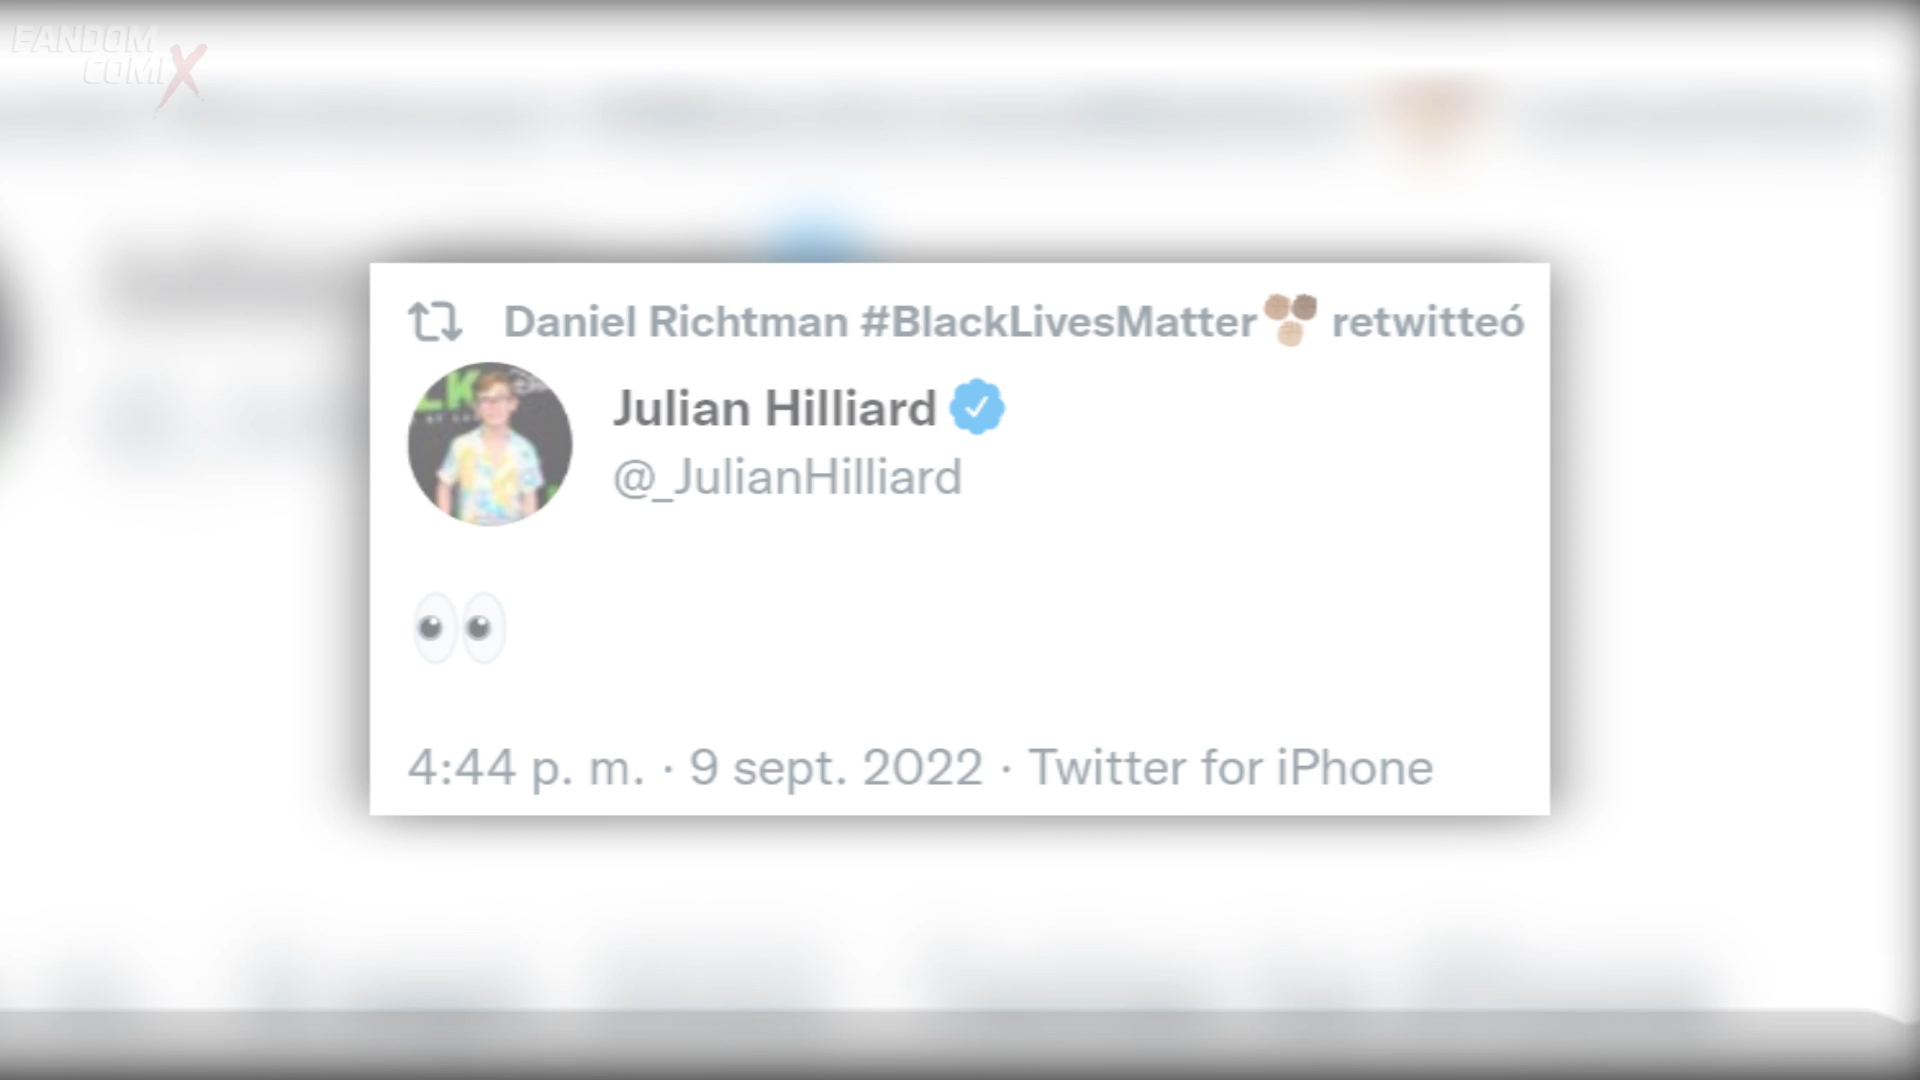 FANDOM
COMIX
Daniel Richtman #BlackLivesMatter retwitteó
Julian Hilliard
@_JulianHilliard
👀
4:44 p. m. · 9 sept. 2022 · Twitter for iPhone